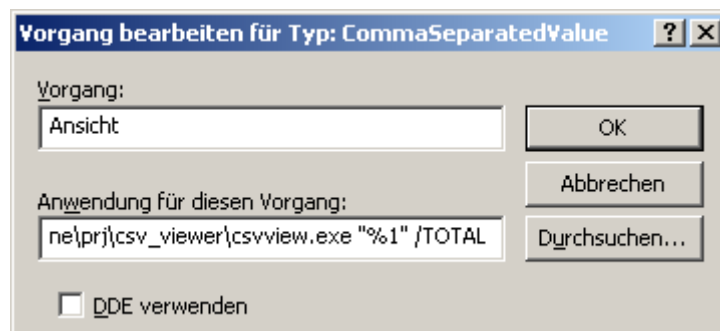 Vorgang bearbeiten für Typ: CommaSeparatedValue ? X
Vorgang:
Ansicht
OK
Abbrechen
Anwendung für diesen Vorgang:
ne\prj\csv_viewer\csvview.exe "%1" /TOTAL
Durchsuchen...
DDE verwenden